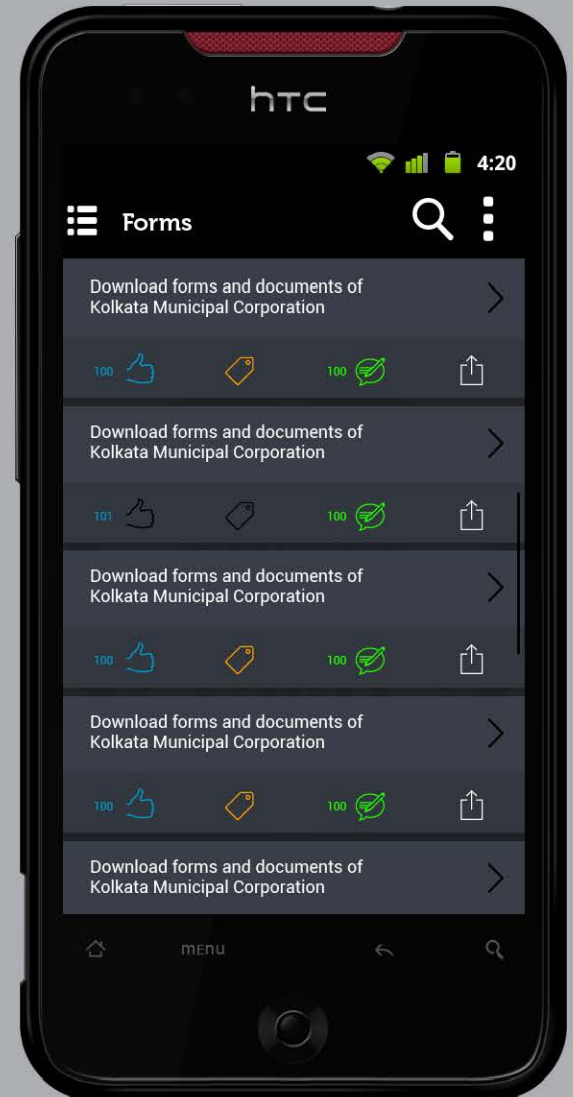 hTC
4:20
Forms
Download forms and documents of
Kolkata Municipal Corporation
100 100
Download forms and documents of
Kolkata Municipal Corporation
101 100
Download forms and documents of
Kolkata Municipal Corporation
100 100
Download forms and documents of
Kolkata Municipal Corporation
100 100
Download forms and documents of
Kolkata Municipal Corporation
mEnu